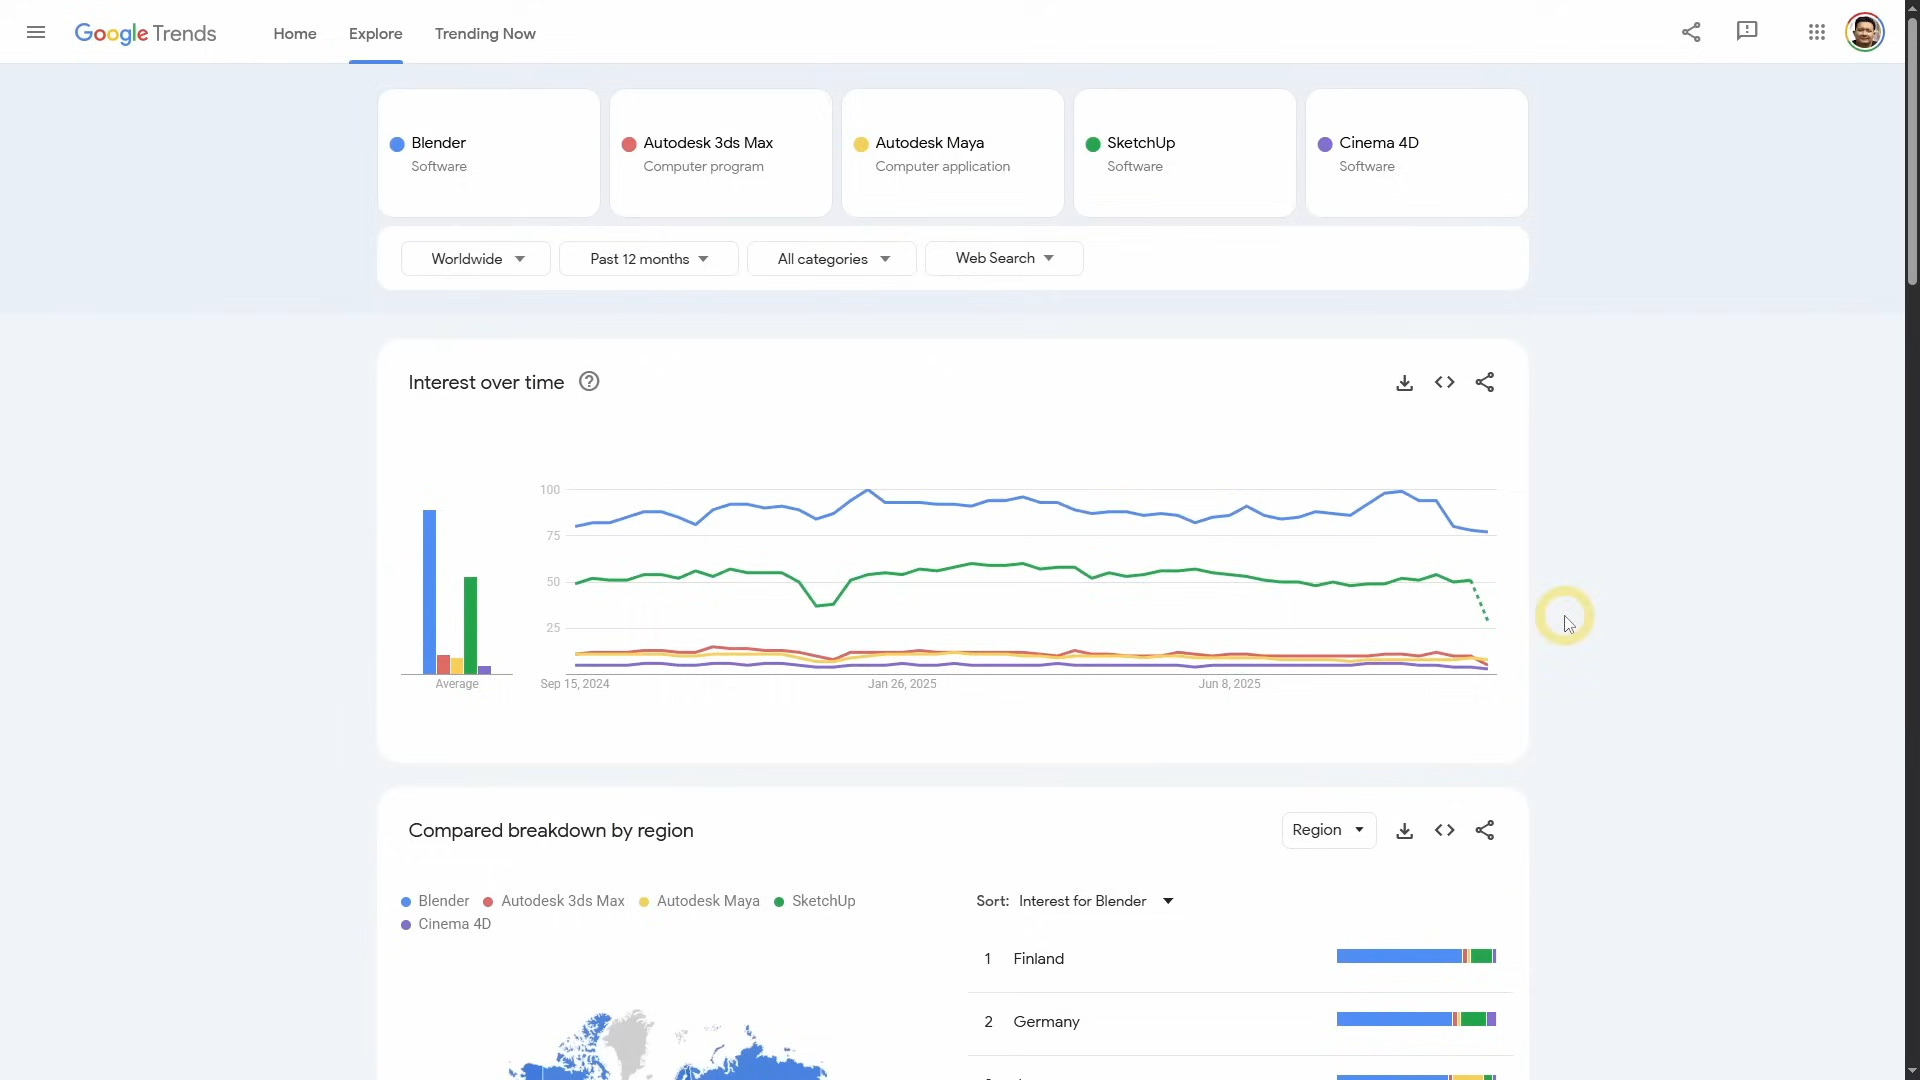 Google Trends
Home
Explore
Trending Now
Blender
Software
Autodesk 3ds Max
Computer program
Autodesk Maya
Computer application
SketchUp
Software
Cinema 4D
Software
Worldwide
Past 12 months
All categories
Web Search
Interest over time
100
75
50
25
Average
Sep 15, 2024
Jan 26, 2025
Jun 8, 2025
Compared breakdown by region
Region
Blender
Autodesk 3ds Max
Autodesk Maya
SketchUp
Cinema 4D
Sort: Interest for Blender
1 Finland
2 Germany